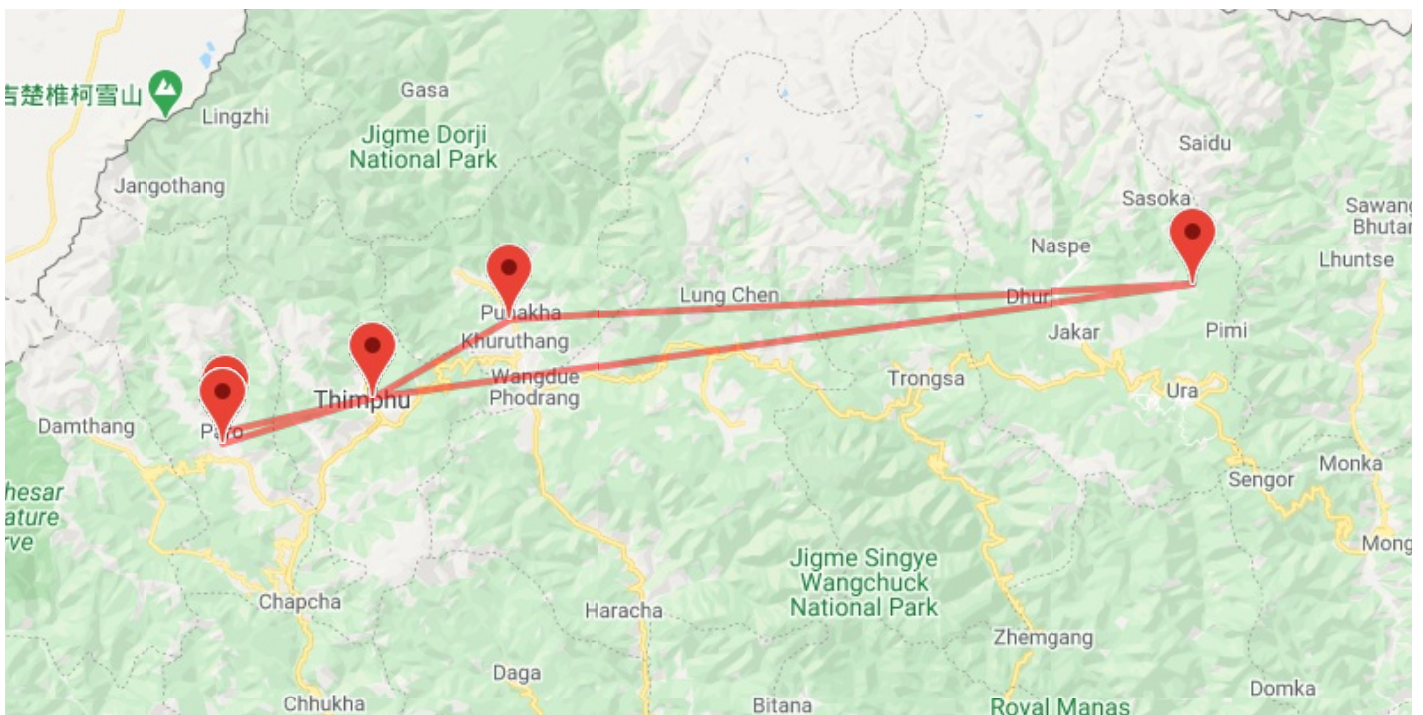 Gasa
吉楚椎柯雪山
Lingzhi
Jigme Dorji
National Park
Saidu
Jangothang
Sasoka
Sawang
Bhutan
Naspe
Lhuntse
Lung Chen
Dhur
Punakha
Khuruthang
Jakar
Pimi
Wangdue
Phodrang
Trongsa
Thimphu
Ura
Damthang
Paro
Monka
Sengor
hesar
ature
rve
Mong
Jigme Singye
Wangchuck
National Park
Chapcha
Haracha
Zhemgang
Daga
Domka
Chhukha
Bitana
Royal Manas